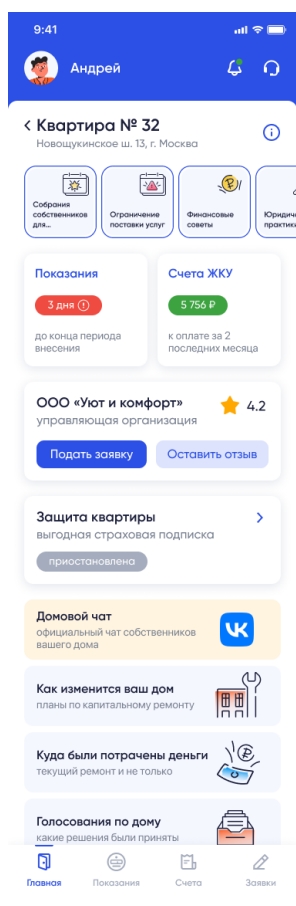 9:41
Андрей
Квартира № 32
Новощукинское ш. 13, г. Москва
Собрания
собственников
для...
Ограничение
поставки услуг
Финансовые
советы
Показания
3 дня
до конца периода
внесения
Счета ЖКУ
5 756 ₽
к оплате за 2
последних месяца
ООО «Уют и комфорт»
4.2
управляющая организация
Подать заявку
Оставить отзыв
Защита квартиры
выгодная страховая подписка
приостановлена
Домовой чат
официальный чат собственников
вашего дома
Как изменится ваш дом
планы по капитальному ремонту
Куда были потрачены деньги
текущий ремонт и не только
Голосования по дому
какие решения были приняты
Главная
Показания
Счета
Заявки